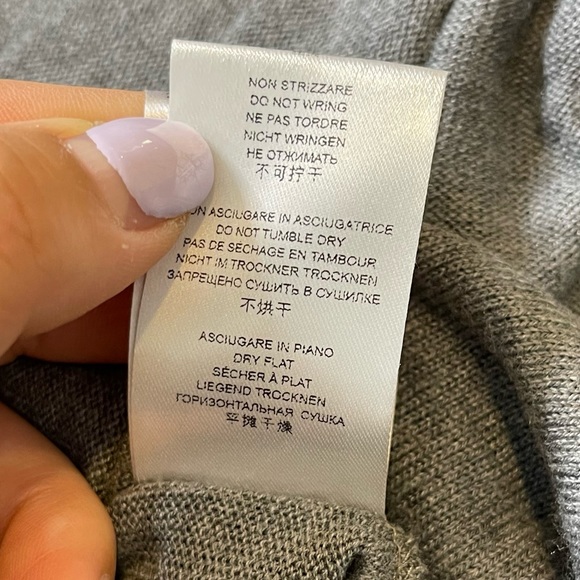 NON STRIZZARE
DO NOT WRING
NE PAS TORDRE
NICHT WRINGEN
НЕ ОТЖИМАТЬ
不可拧干
ASCIUGARE IN ASCIUGATRICE
DO NOT TUMBLE DRY
PAS DE SECHAGE EN TAMBOUR
NICHT IM TROCKNER TROCKNEN
ЗАПРЕЩЕНО СУШИТЬ В СУШИЛКЕ
不烘干
ASCIUGARE IN PIANO
DRY FLAT
SÉCHER À PLAT
LIEGEND TROCKNEN
ГОРИЗОНТАЛЬНАЯ СУШКА
平摊干燥